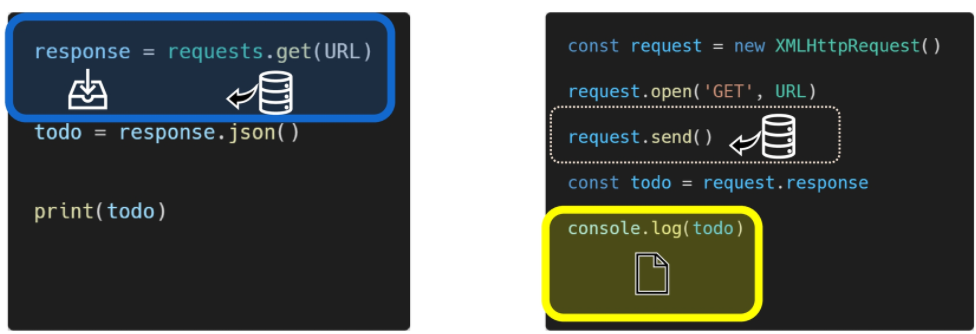 response = requests.get(URL)
todo = response.json()
print(todo)
const request = new XMLHttpRequest()
request.open('GET', URL)
request.send()
const todo = request.response
console.log(todo)